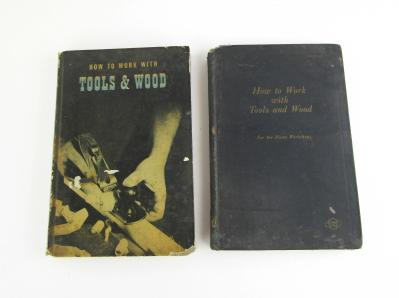 HOW TO WORK WITH
TOOLS & WOOD
How to Work
with
Tools and Wood
For the Home Workshop